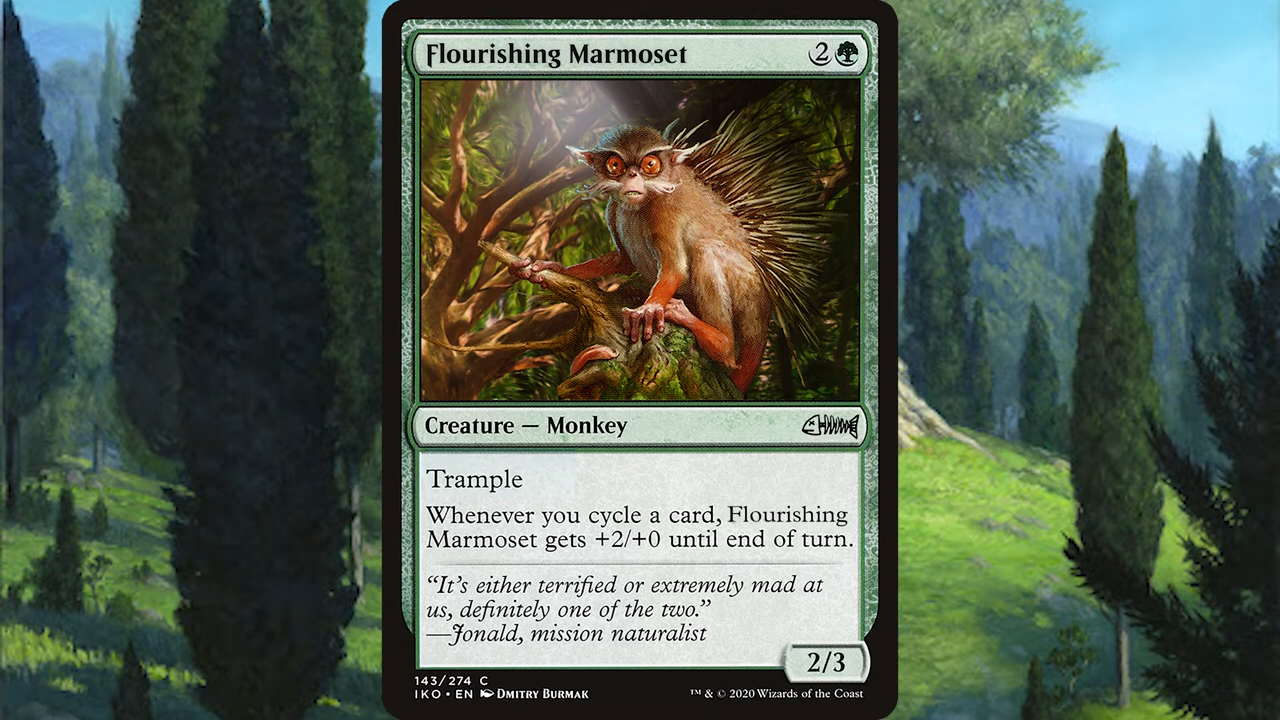 Flourishing Marmoset 2
Creature — Monkey
Trample
Whenever you cycle a card, Flourishing
Marmoset gets +2/+0 until end of turn.
“It's either terrified or extremely mad at
us, definitely one of the two.”
—Jonald, mission naturalist
2/3
143/274 C
IKO • EN Dmitry Burmak
™ & © 2020 Wizards of the Coast